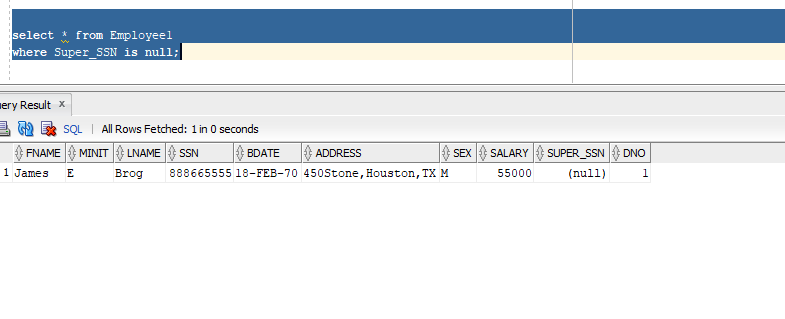 select * from Employee1
where Super_SSN is null;
uery Result x
SQL | All Rows Fetched: 1 in 0 seconds
FNAME MINIT LNAME SSN BDATE ADDRESS SEX SALARY SUPER_SSN DNO
1 James E Brog 888665555 18-FEB-70 450Stone,Houston,TX M 55000 (null) 1